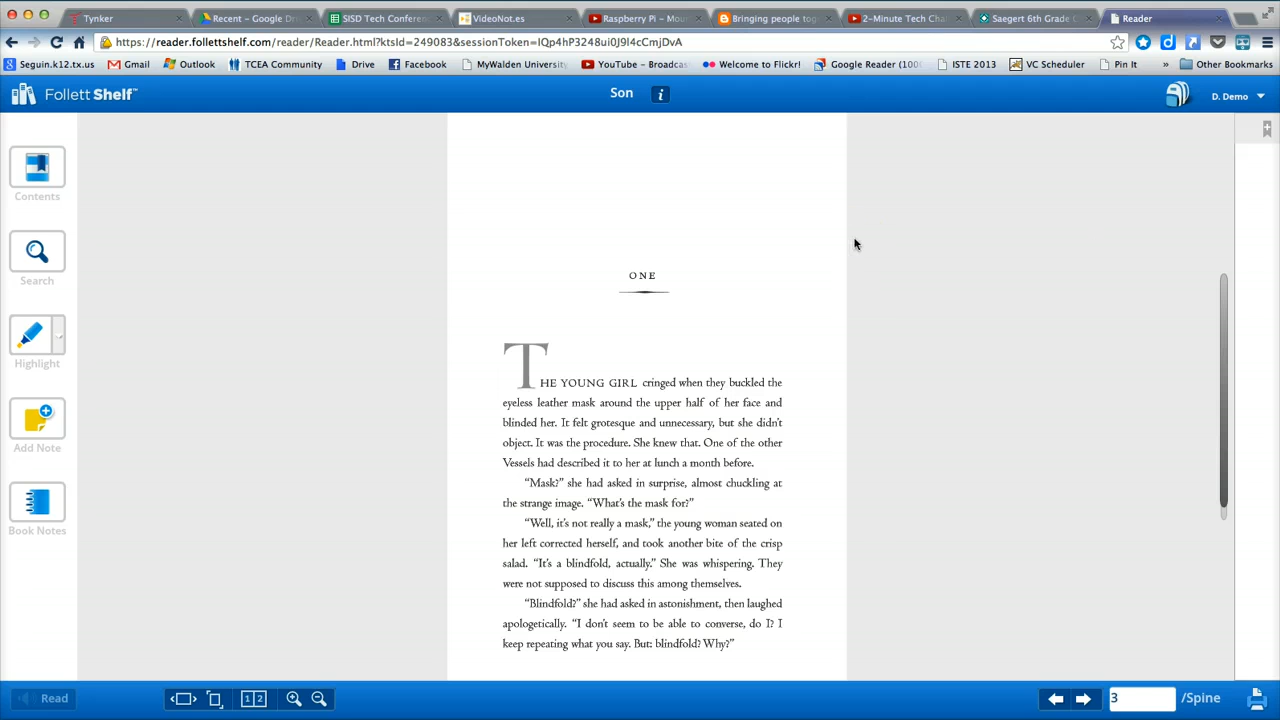 Tynker
Recent – Google Dri
SISD Tech Conferenc
VideoNot.es
Raspberry Pi – Mou
Bringing people tog
2-Minute Tech Chal
Saegert 6th Grade
Reader
https://reader.follettshelf.com/reader/Reader.html?ktsId=249083&sessionToken=IQp4hP3248ui0J9l4cCmjDvA
Seguin.k12.tx.us
Gmail
Outlook
TCEA Community
Drive
Facebook
MyWalden University
YouTube – Broadcas
Welcome to Flickr!
Google Reader (100
ISTE 2013
VC Scheduler
Pin It
»
Other Bookmarks
Follett Shelf™
Son
D. Demo
Contents
Search
Highlight
Add Note
Book Notes
ONE
THE YOUNG GIRL cringed when they buckled the
eyeless leather mask around the upper half of her face and
blinded her. It felt grotesque and unnecessary, but she didn't
object. It was the procedure. She knew that. One of the other
Vessels had described it to her at lunch a month before.
“Mask?” she had asked in surprise, almost chuckling at
the strange image. “What's the mask for?”
“Well, it's not really a mask,” the young woman seated on
her left corrected herself, and took another bite of the crisp
salad. “It's a blindfold, actually.” She was whispering. They
were not supposed to discuss this among themselves.
“Blindfold?” she had asked in astonishment, then laughed
apologetically. “I don't seem to be able to converse, do I? I
keep repeating what you say. But: blindfold? Why?”
Read
1 2
3
/Spine